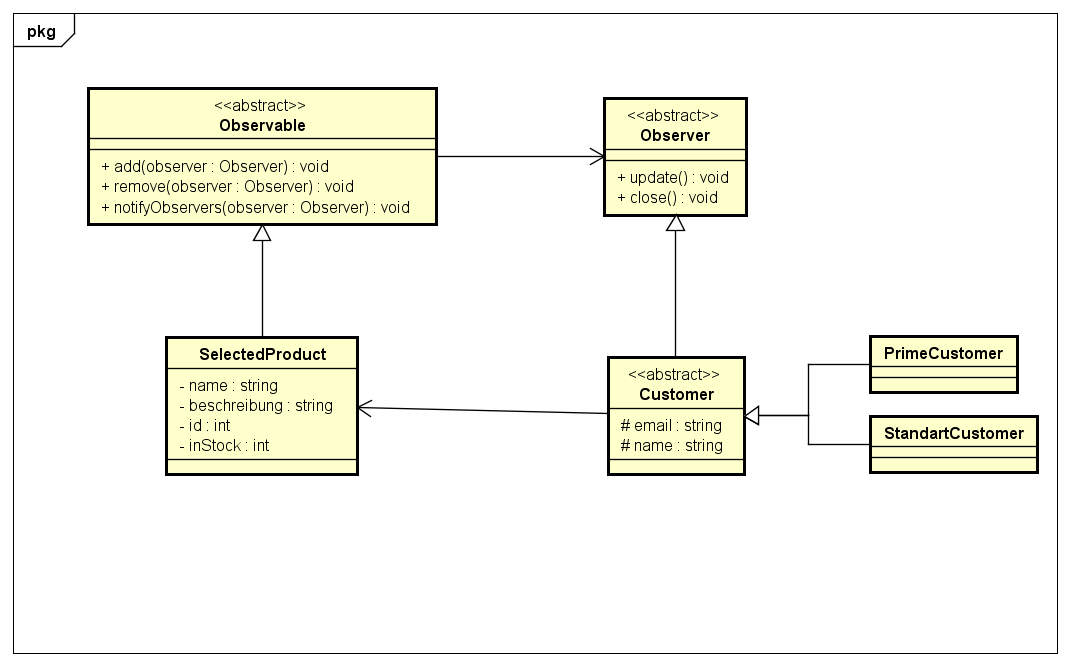 pkg
<<abstract>>
Observable
+ add(observer : Observer) : void
+ remove(observer : Observer) : void
+ notifyObservers(observer : Observer) : void
<<abstract>>
Observer
+ update() : void
+ close() : void
SelectedProduct
- name : string
- beschreibung : string
- id : int
- inStock : int
<<abstract>>
Customer
# email : string
# name : string
PrimeCustomer
StandartCustomer